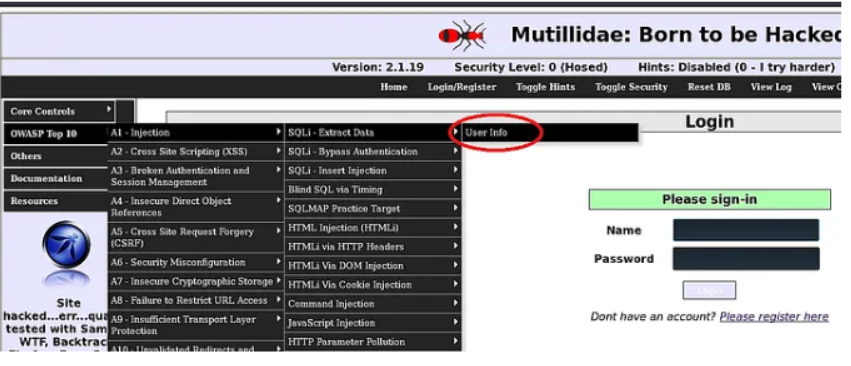 Mutillidae: Born to be Hacked
Version: 2.1.19 Security Level: 0 (Hosed) Hints: Disabled (0 - I try harder)
Home Login/Register Toggle Hints Toggle Security Reset DB View Log View
Core Controls
OWASP Top 10
Others
Documentation
Resources
Site
hacked...err...qua
tested with Sam
WTF, Backtrac
A1 - Injection
A2 - Cross Site Scripting (XSS)
A3 - Broken Authentication and
Session Management
A4 - Insecure Direct Object
References
A5 - Cross Site Request Forgery
(CSRF)
A6 - Security Misconfiguration
A7 - Insecure Cryptographic Storage
A8 - Failure to Restrict URL Access
A9 - Insufficient Transport Layer
Protection
A10 - Unvalidated Redirects and
SQLi - Extract Data
SQLi - Bypass Authentication
SQLi - Insert Injection
Blind SQL via Timing
SQLMAP Practice Target
HTML Injection (HTMLi)
HTMLi via HTTP Headers
HTMLi Via DOM Injection
HTMLi Via Cookie Injection
Command Injection
JavaScript Injection
HTTP Parameter Pollution
User Info
Login
Please sign-in
Name
Password
Login
Dont have an account? Please register here